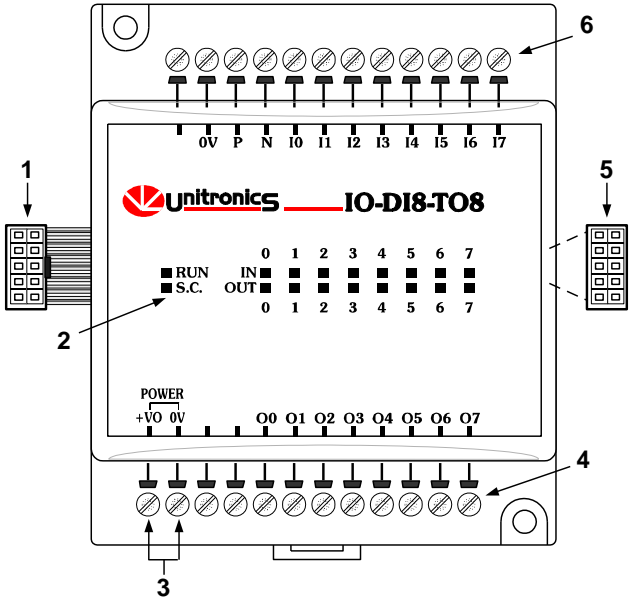 6
0V P N I0 I1 I2 I3 I4 I5 I6 I7
1
5
Unitronics IO-DI8-TO8
0 1 2 3 4 5 6 7
RUN IN
S.C. OUT
0 1 2 3 4 5 6 7
2
POWER
+VO 0V O0 O1 O2 O3 O4 O5 O6 O7
4
3